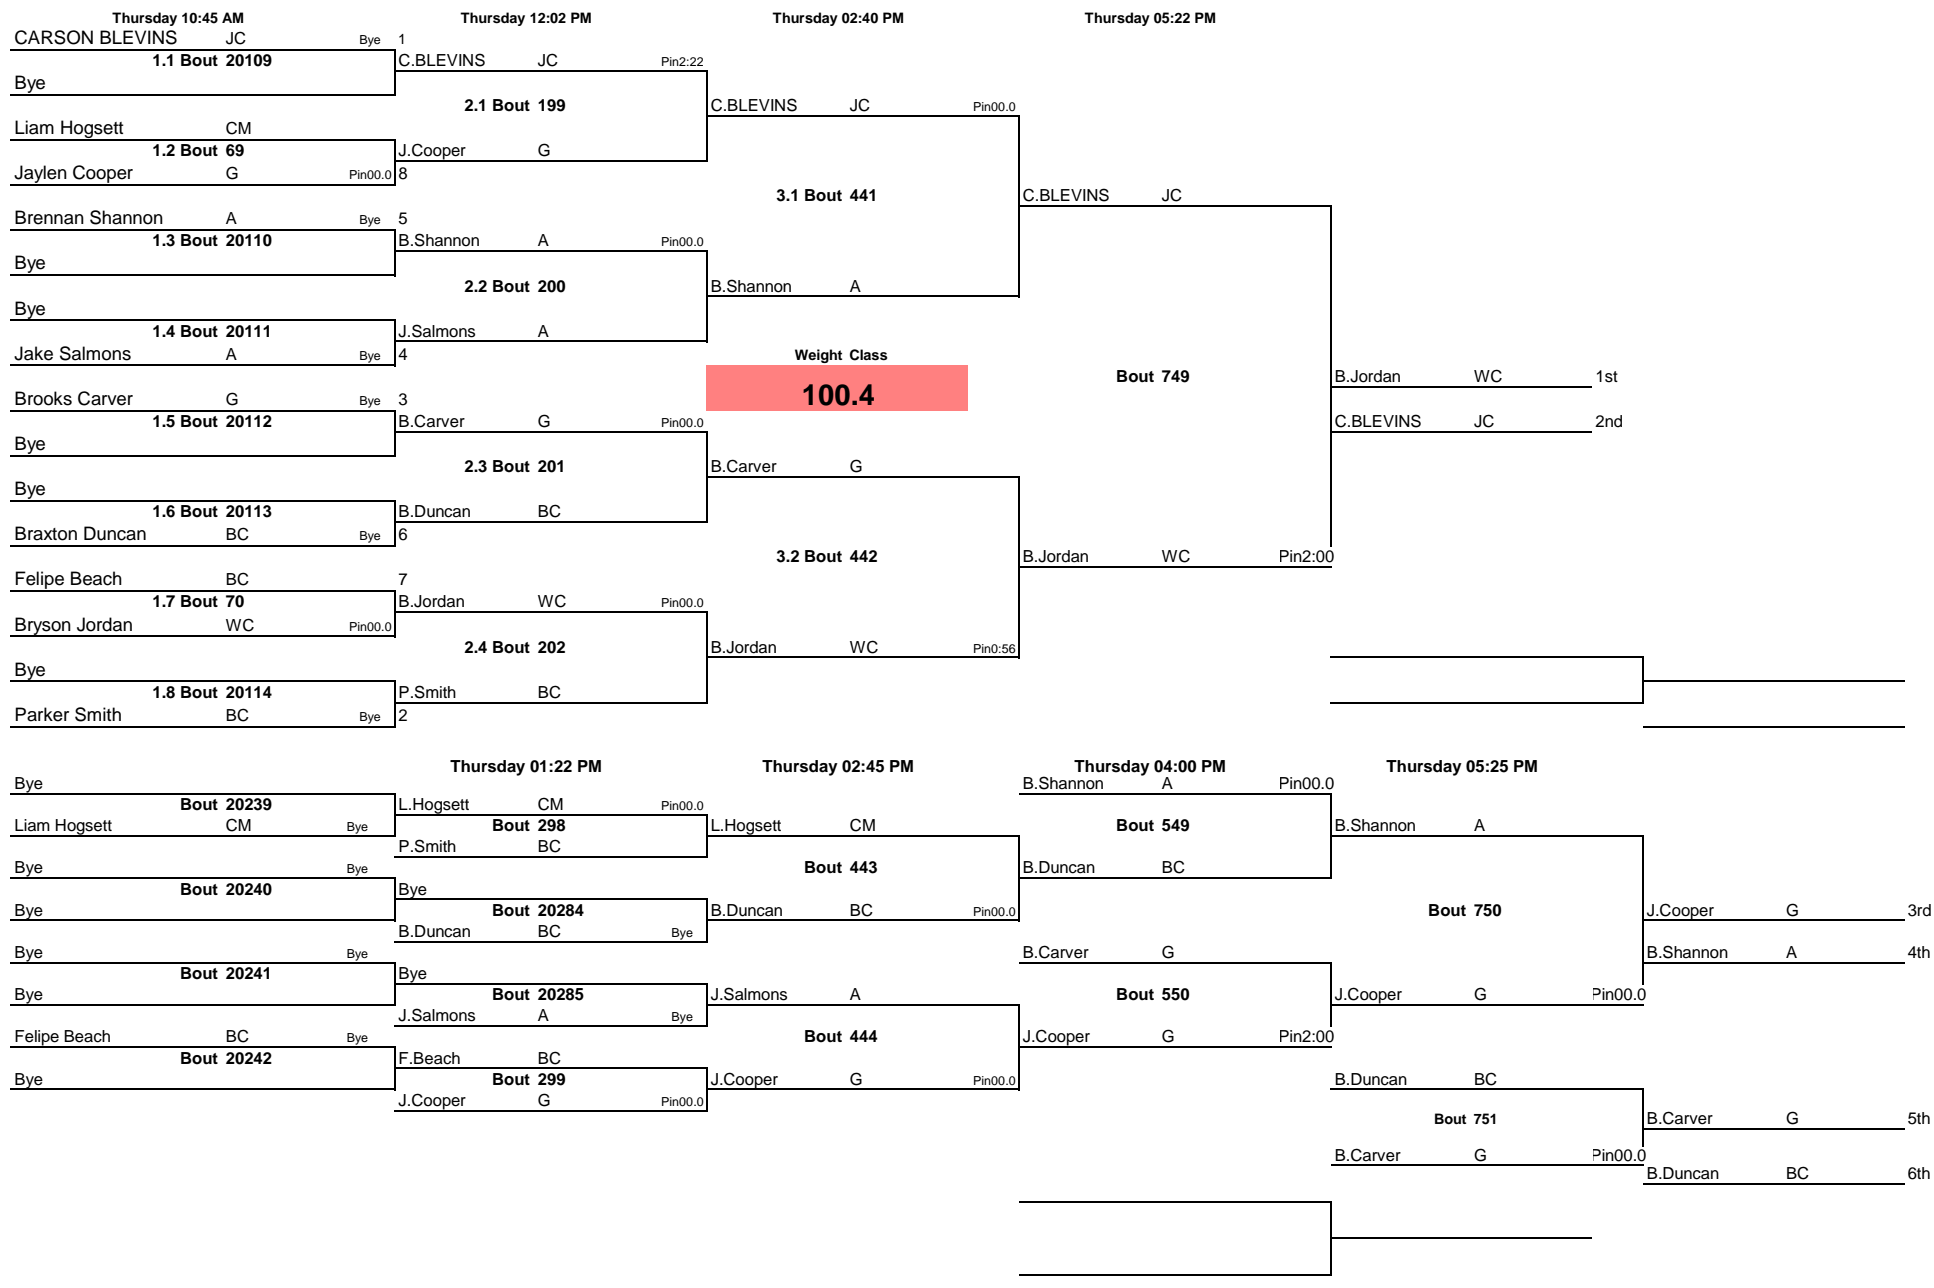 Thursday 10:45 AM Thursday 12:02 PM Thursday 02:40 PM Thursday 05:22 PM
CARSON BLEVINS JC Bye 1
1.1 Bout 20109 C.BLEVINS JC Pin2:22
Bye
2.1 Bout 199 C.BLEVINS JC Pin00.0
Liam Hogsett CM
1.2 Bout 69 J.Cooper G
Jaylen Cooper G Pin00.0 8
3.1 Bout 441 C.BLEVINS JC
Brennan Shannon A Bye 5
1.3 Bout 20110 B.Shannon A Pin00.0
Bye
2.2 Bout 200 B.Shannon A
Bye
1.4 Bout 20111 J.Salmons A
Jake Salmons A Bye 4 Weight Class
Bout 749 B.Jordan WC 1st
100.4
Brooks Carver G Bye 3
1.5 Bout 20112 B.Carver G Pin00.0 C.BLEVINS JC 2nd
Bye
2.3 Bout 201 B.Carver G
Bye
1.6 Bout 20113 B.Duncan BC
Braxton Duncan BC Bye 6
3.2 Bout 442 B.Jordan WC Pin2:00
Felipe Beach BC 7
1.7 Bout 70 B.Jordan WC Pin00.0
Bryson Jordan WC Pin00.0
2.4 Bout 202 B.Jordan WC Pin0:56
Bye
1.8 Bout 20114 P.Smith BC
Parker Smith BC Bye 2
Thursday 01:22 PM Thursday 02:45 PM Thursday 04:00 PM Thursday 05:25 PM
Bye B.Shannon A Pin00.0
Bout 20239 L.Hogsett CM Pin00.0
Liam Hogsett CM Bye Bout 298 L.Hogsett CM Bout 549 B.Shannon A
P.Smith BC
Bye Bye Bout 443 B.Duncan BC
Bout 20240 Bye
Bye Bout 20284 B.Duncan BC Pin00.0 Bout 750 J.Cooper G 3rd
B.Duncan BC Bye
Bye Bye B.Carver G B.Shannon A 4th
Bout 20241 Bye
Bye Bout 20285 J.Salmons A Bout 550 J.Cooper G Pin00.0
J.Salmons A Bye
Felipe Beach BC Bye Bout 444 J.Cooper G Pin2:00
Bout 20242 F.Beach BC
Bye Bout 299 J.Cooper G Pin00.0 B.Duncan BC
J.Cooper G Pin00.0
Bout 751 B.Carver G 5th
B.Carver G Pin00.0
B.Duncan BC 6th